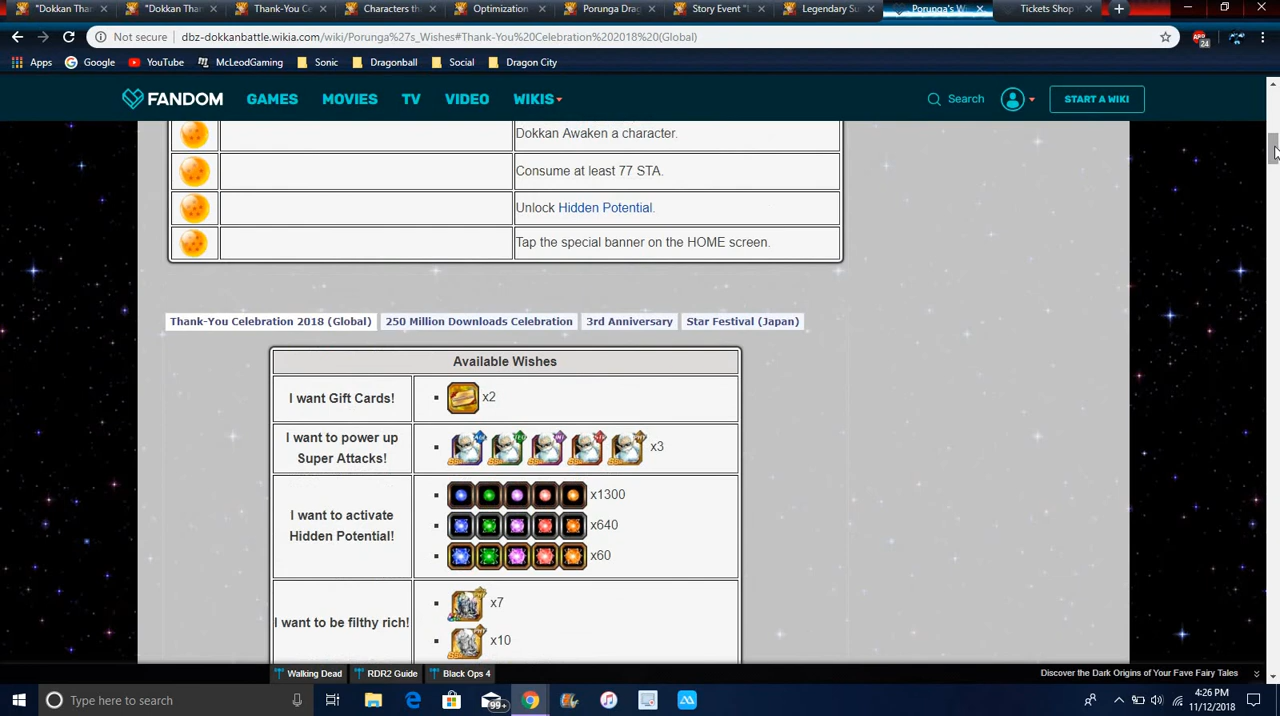 "Dokkan Than
"Dokkan Than
Thank-You Ce
Characters th
Optimization
Porunga Drag
Story Event "
Legendary Su
Porunga's W
Tickets Shop
Not secure
dbz-dokkanbattle.wikia.com/wiki/Porunga%27s_Wishes#Thank-You%20Celebration%202018%20(Global)
24
Apps
Google
YouTube
McLeodGaming
Sonic
Dragonball
Social
Dragon City
FANDOM
GAMES
MOVIES
TV
VIDEO
WIKIS
Search
START A WIKI
Dokkan Awaken a character.
Consume at least 77 STA.
Unlock Hidden Potential.
Tap the special banner on the HOME screen.
Thank-You Celebration 2018 (Global)
250 Million Downloads Celebration
3rd Anniversary
Star Festival (Japan)
Available Wishes
I want Gift Cards!
x2
I want to power up
Super Attacks!
x3
I want to activate
Hidden Potential!
x1300
x640
x60
I want to be filthy rich!
x7
x10
Walking Dead
RDR2 Guide
Black Ops 4
Discover the Dark Origins of Your Fave Fairy Tales
Type here to search
99+
4:26 PM
11/12/2018